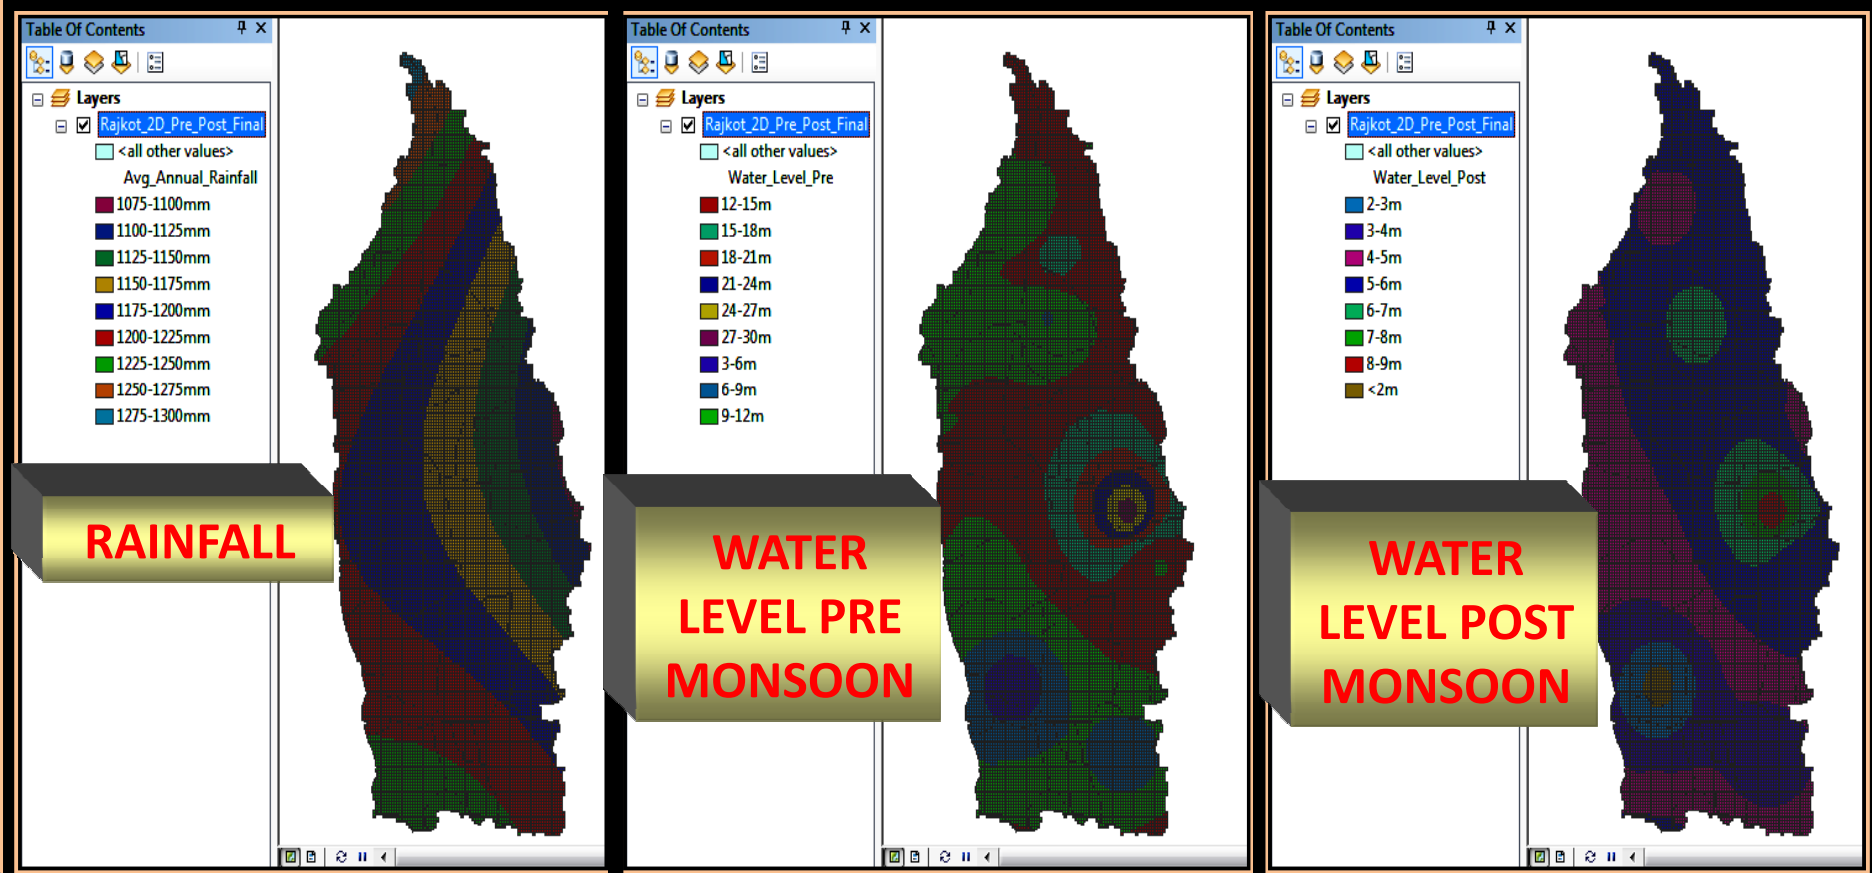 Table Of Contents
Layers
Rajkot_2D_Pre_Post_Final
<all other values>
Avg_Annual_Rainfall
1075-1100mm
1100-1125mm
1125-1150mm
1150-1175mm
1175-1200mm
1200-1225mm
1225-1250mm
1250-1275mm
1275-1300mm
RAINFALL
Table Of Contents
Layers
Rajkot_2D_Pre_Post_Final
<all other values>
Water_Level_Pre
12-15m
15-18m
18-21m
21-24m
24-27m
27-30m
3-6m
6-9m
9-12m
WATER
LEVEL PRE
MONSOON
Table Of Contents
Layers
Rajkot_2D_Pre_Post_Final
<all other values>
Water_Level_Post
2-3m
3-4m
4-5m
5-6m
6-7m
7-8m
8-9m
<2m
WATER
LEVEL POST
MONSOON